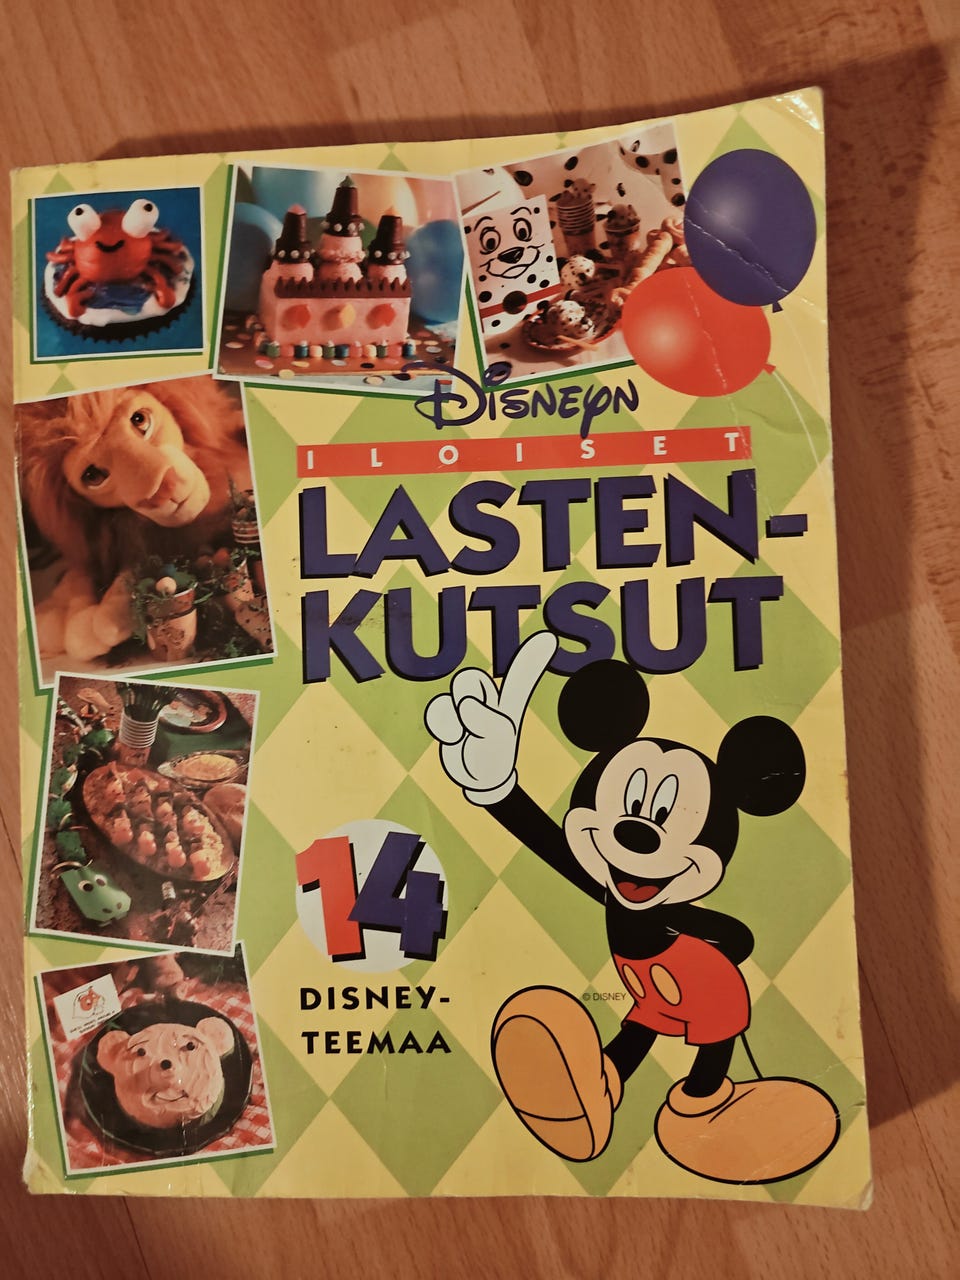 DISNEYN
ILOISET
LASTEN-
KUTSUT
14
DISNEY-
TEEMAA
© DISNEY